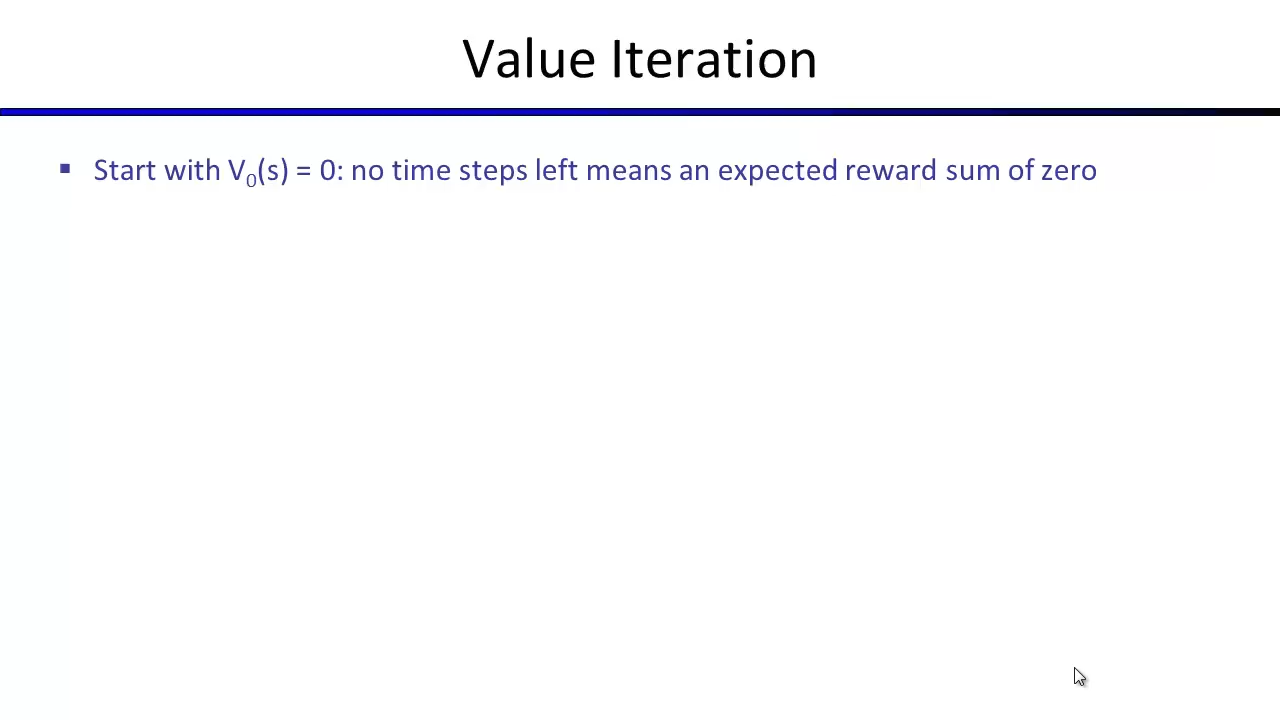 Value Iteration
▪ Start with V₀(s) = 0: no time steps left means an expected reward sum of zero